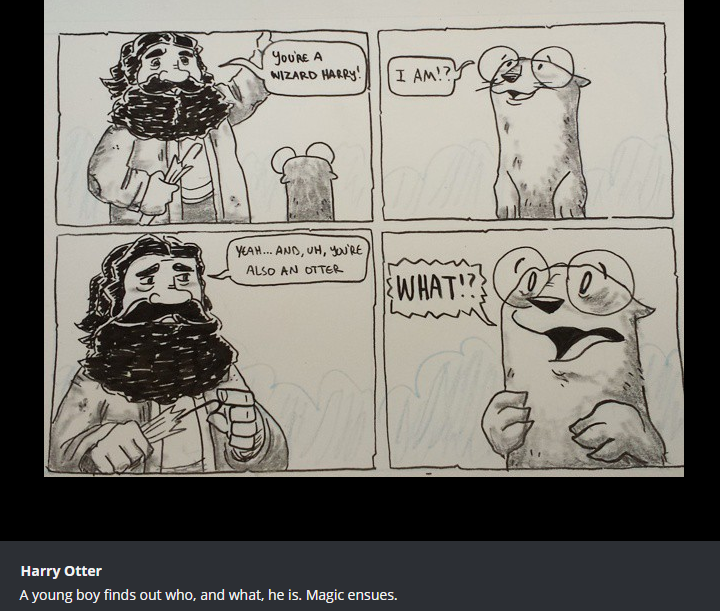 YOU'RE A
WIZARD HARRY!
I AM!?
YEAH... AND, UH, YOU'RE
ALSO AN OTTER
WHAT!?
Harry Otter
A young boy finds out who, and what, he is. Magic ensues.